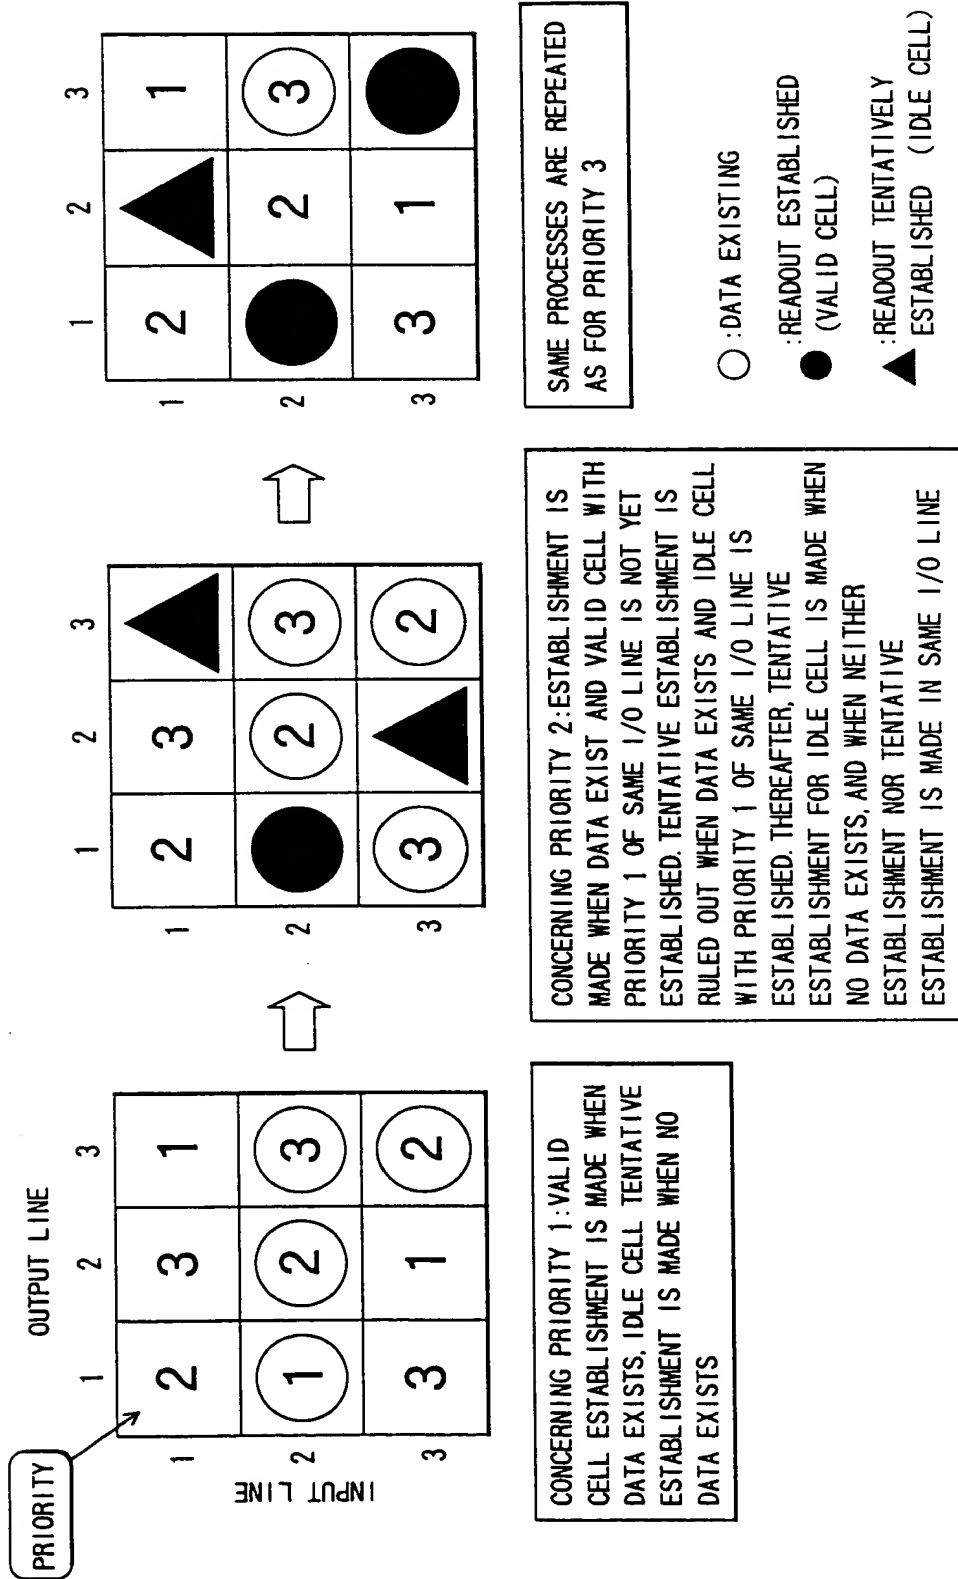 PRIORITY
OUTPUT LINE
INPUT LINE
1 2 3
1 2 3 1
2 1 2 3
3 3 1 2
CONCERNING PRIORITY 1:VALID
CELL ESTABLISHMENT IS MADE WHEN
DATA EXISTS, IDLE CELL TENTATIVE
ESTABLISHMENT IS MADE WHEN NO
DATA EXISTS
1 2 3
1 2 3
2 2 3
3 3 2
CONCERNING PRIORITY 2:ESTABLISHMENT IS
MADE WHEN DATA EXIST AND VALID CELL WITH
PRIORITY 1 OF SAME I/O LINE IS NOT YET
ESTABLISHED. TENTATIVE ESTABLISHMENT IS
RULED OUT WHEN DATA EXISTS AND IDLE CELL
WITH PRIORITY 1 OF SAME I/O LINE IS
ESTABLISHED. THEREAFTER, TENTATIVE
ESTABLISHMENT FOR IDLE CELL IS MADE WHEN
NO DATA EXISTS, AND WHEN NEITHER
ESTABLISHMENT NOR TENTATIVE
ESTABLISHMENT IS MADE IN SAME I/O LINE
1 2 3
1 2 1
2 2 3
3 3 1
SAME PROCESSES ARE REPEATED
AS FOR PRIORITY 3
:DATA EXISTING
:READOUT ESTABLISHED
(VALID CELL)
:READOUT TENTATIVELY
ESTABLISHED (IDLE CELL)